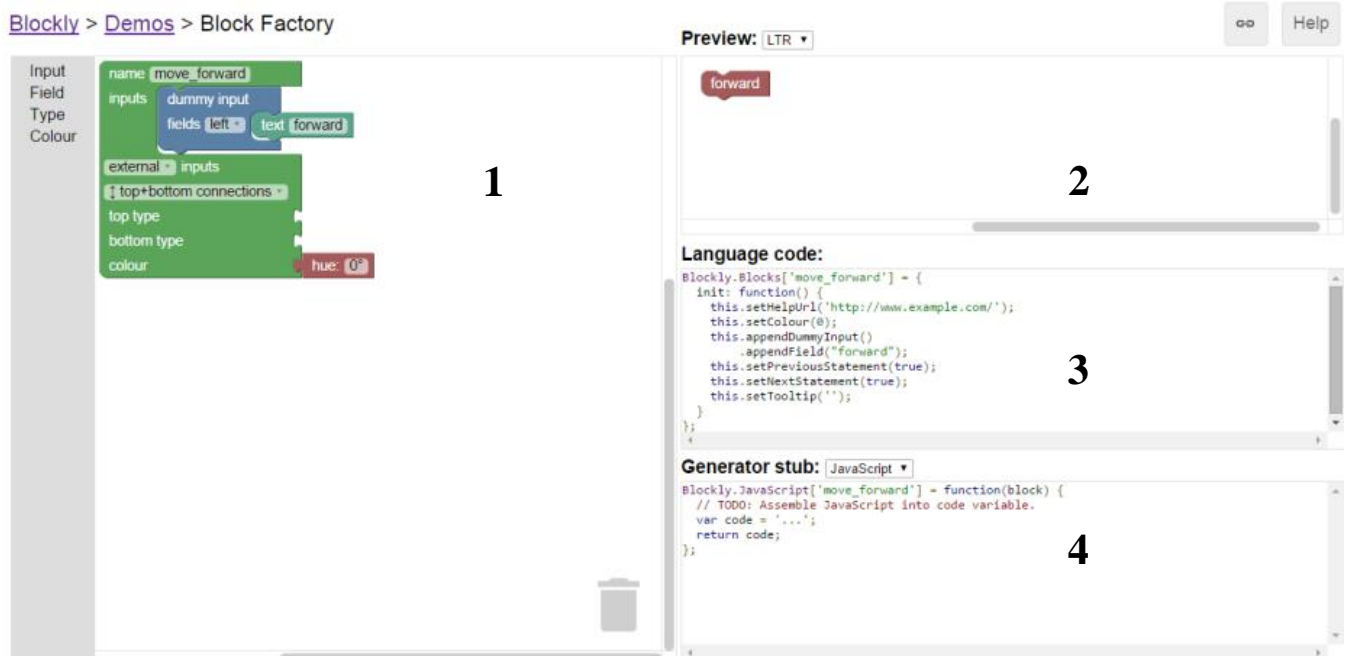 Blockly > Demos > Block Factory
Help
Input
Field
Type
Colour
name move_forward
inputs dummy input
fields left text forward
external inputs
↕ top+bottom connections
top type
bottom type
colour hue: 0°
1
Preview: LTR
forward
2
Language code:
Blockly.Blocks['move_forward'] = {
  init: function() {
    this.setHelpUrl('http://www.example.com/');
    this.setColour(0);
    this.appendDummyInput()
        .appendField("forward");
    this.setPreviousStatement(true);
    this.setNextStatement(true);
    this.setTooltip('');
  }
};
3
Generator stub: JavaScript
Blockly.JavaScript['move_forward'] = function(block) {
  // TODO: Assemble JavaScript into code variable.
  var code = '...';
  return code;
};
4